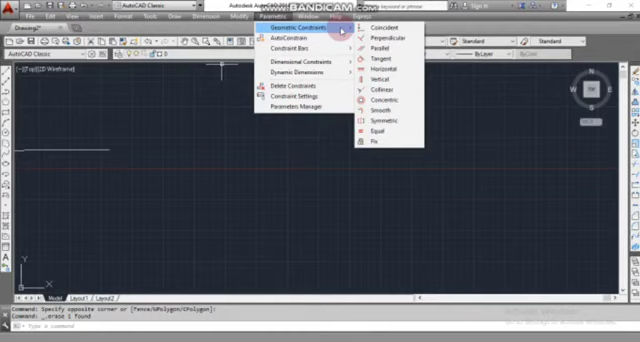 AutoCAD Classic
Autodesk AutoCAD
WWW.BANDICAM.COM
Edit
View
Insert
Format
Tools
Draw
Dimension
Modify
Parametric
Window
Help
Express
Drawing2*
Geometric Constraints
AutoConstrain
Constraint Bars
Dimensional Constraints
Dynamic Dimensions
Delete Constraints
Constraint Settings
Parameters Manager
Coincident
Perpendicular
Parallel
Tangent
Horizontal
Vertical
Collinear
Concentric
Smooth
Symmetric
Equal
Fix
Standard
Standard
AutoCAD Classic
ByLayer
ByLayer
[-][Top][2D Wireframe]
N
W
TOP
E
S
Y
X
Model
Layout1
Layout2
Command: Specify opposite corner or [Fence/WPolygon/CPolygon]:
Command: _.erase 1 found
Type a command